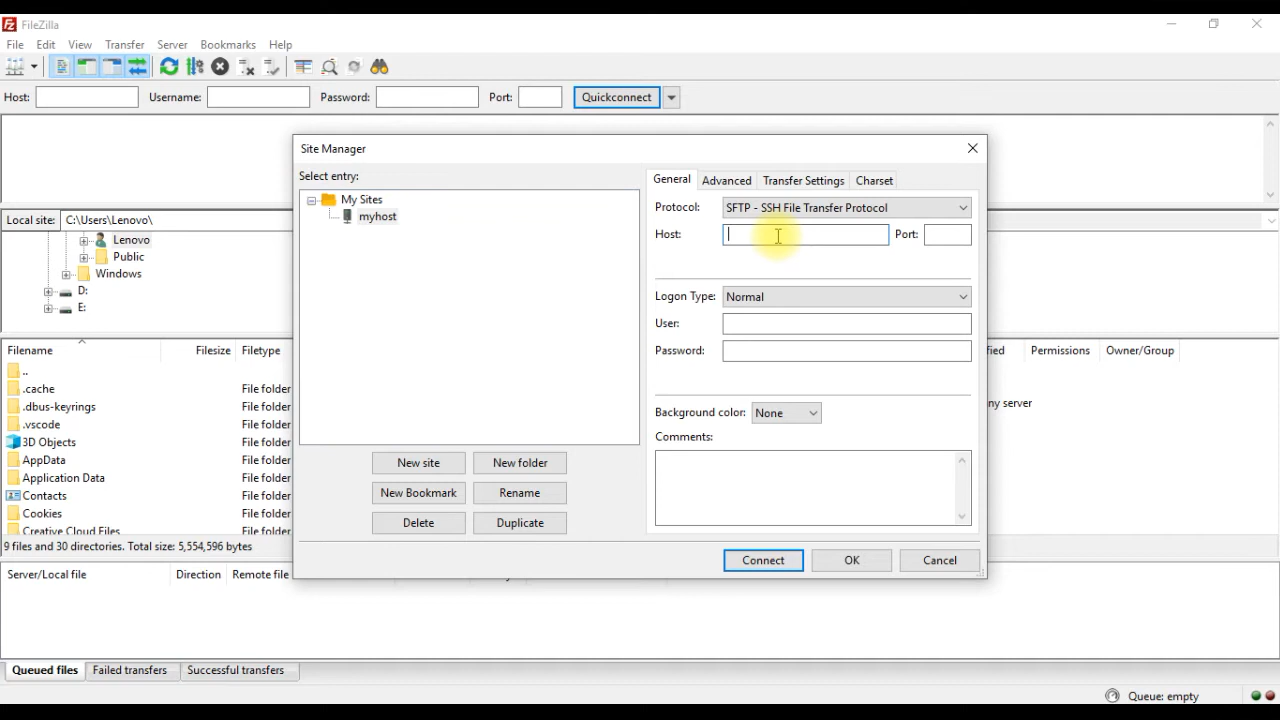 FileZilla
File Edit View Transfer Server Bookmarks Help
Host: Username: Password: Port: Quickconnect
Site Manager
Select entry:
My Sites
myhost
New site New folder
New Bookmark Rename
Delete Duplicate
General Advanced Transfer Settings Charset
Protocol: SFTP - SSH File Transfer Protocol
Host: Port:
Logon Type: Normal
User:
Password:
Background color: None
Comments:
Connect OK Cancel
Local site: C:\Users\Lenovo\
Lenovo
Public
Windows
D:
E:
Filename Filesize Filetype
..
.cache File folder
.dbus-keyrings File folder
.vscode File folder
3D Objects File folder
AppData File folder
Application Data File folder
Contacts File folder
Cookies File folder
Creative Cloud Files File folder
9 files and 30 directories. Total size: 5,554,596 bytes
Permissions Owner/Group
server
Server/Local file Direction Remote file
Queued files Failed transfers Successful transfers
Queue: empty